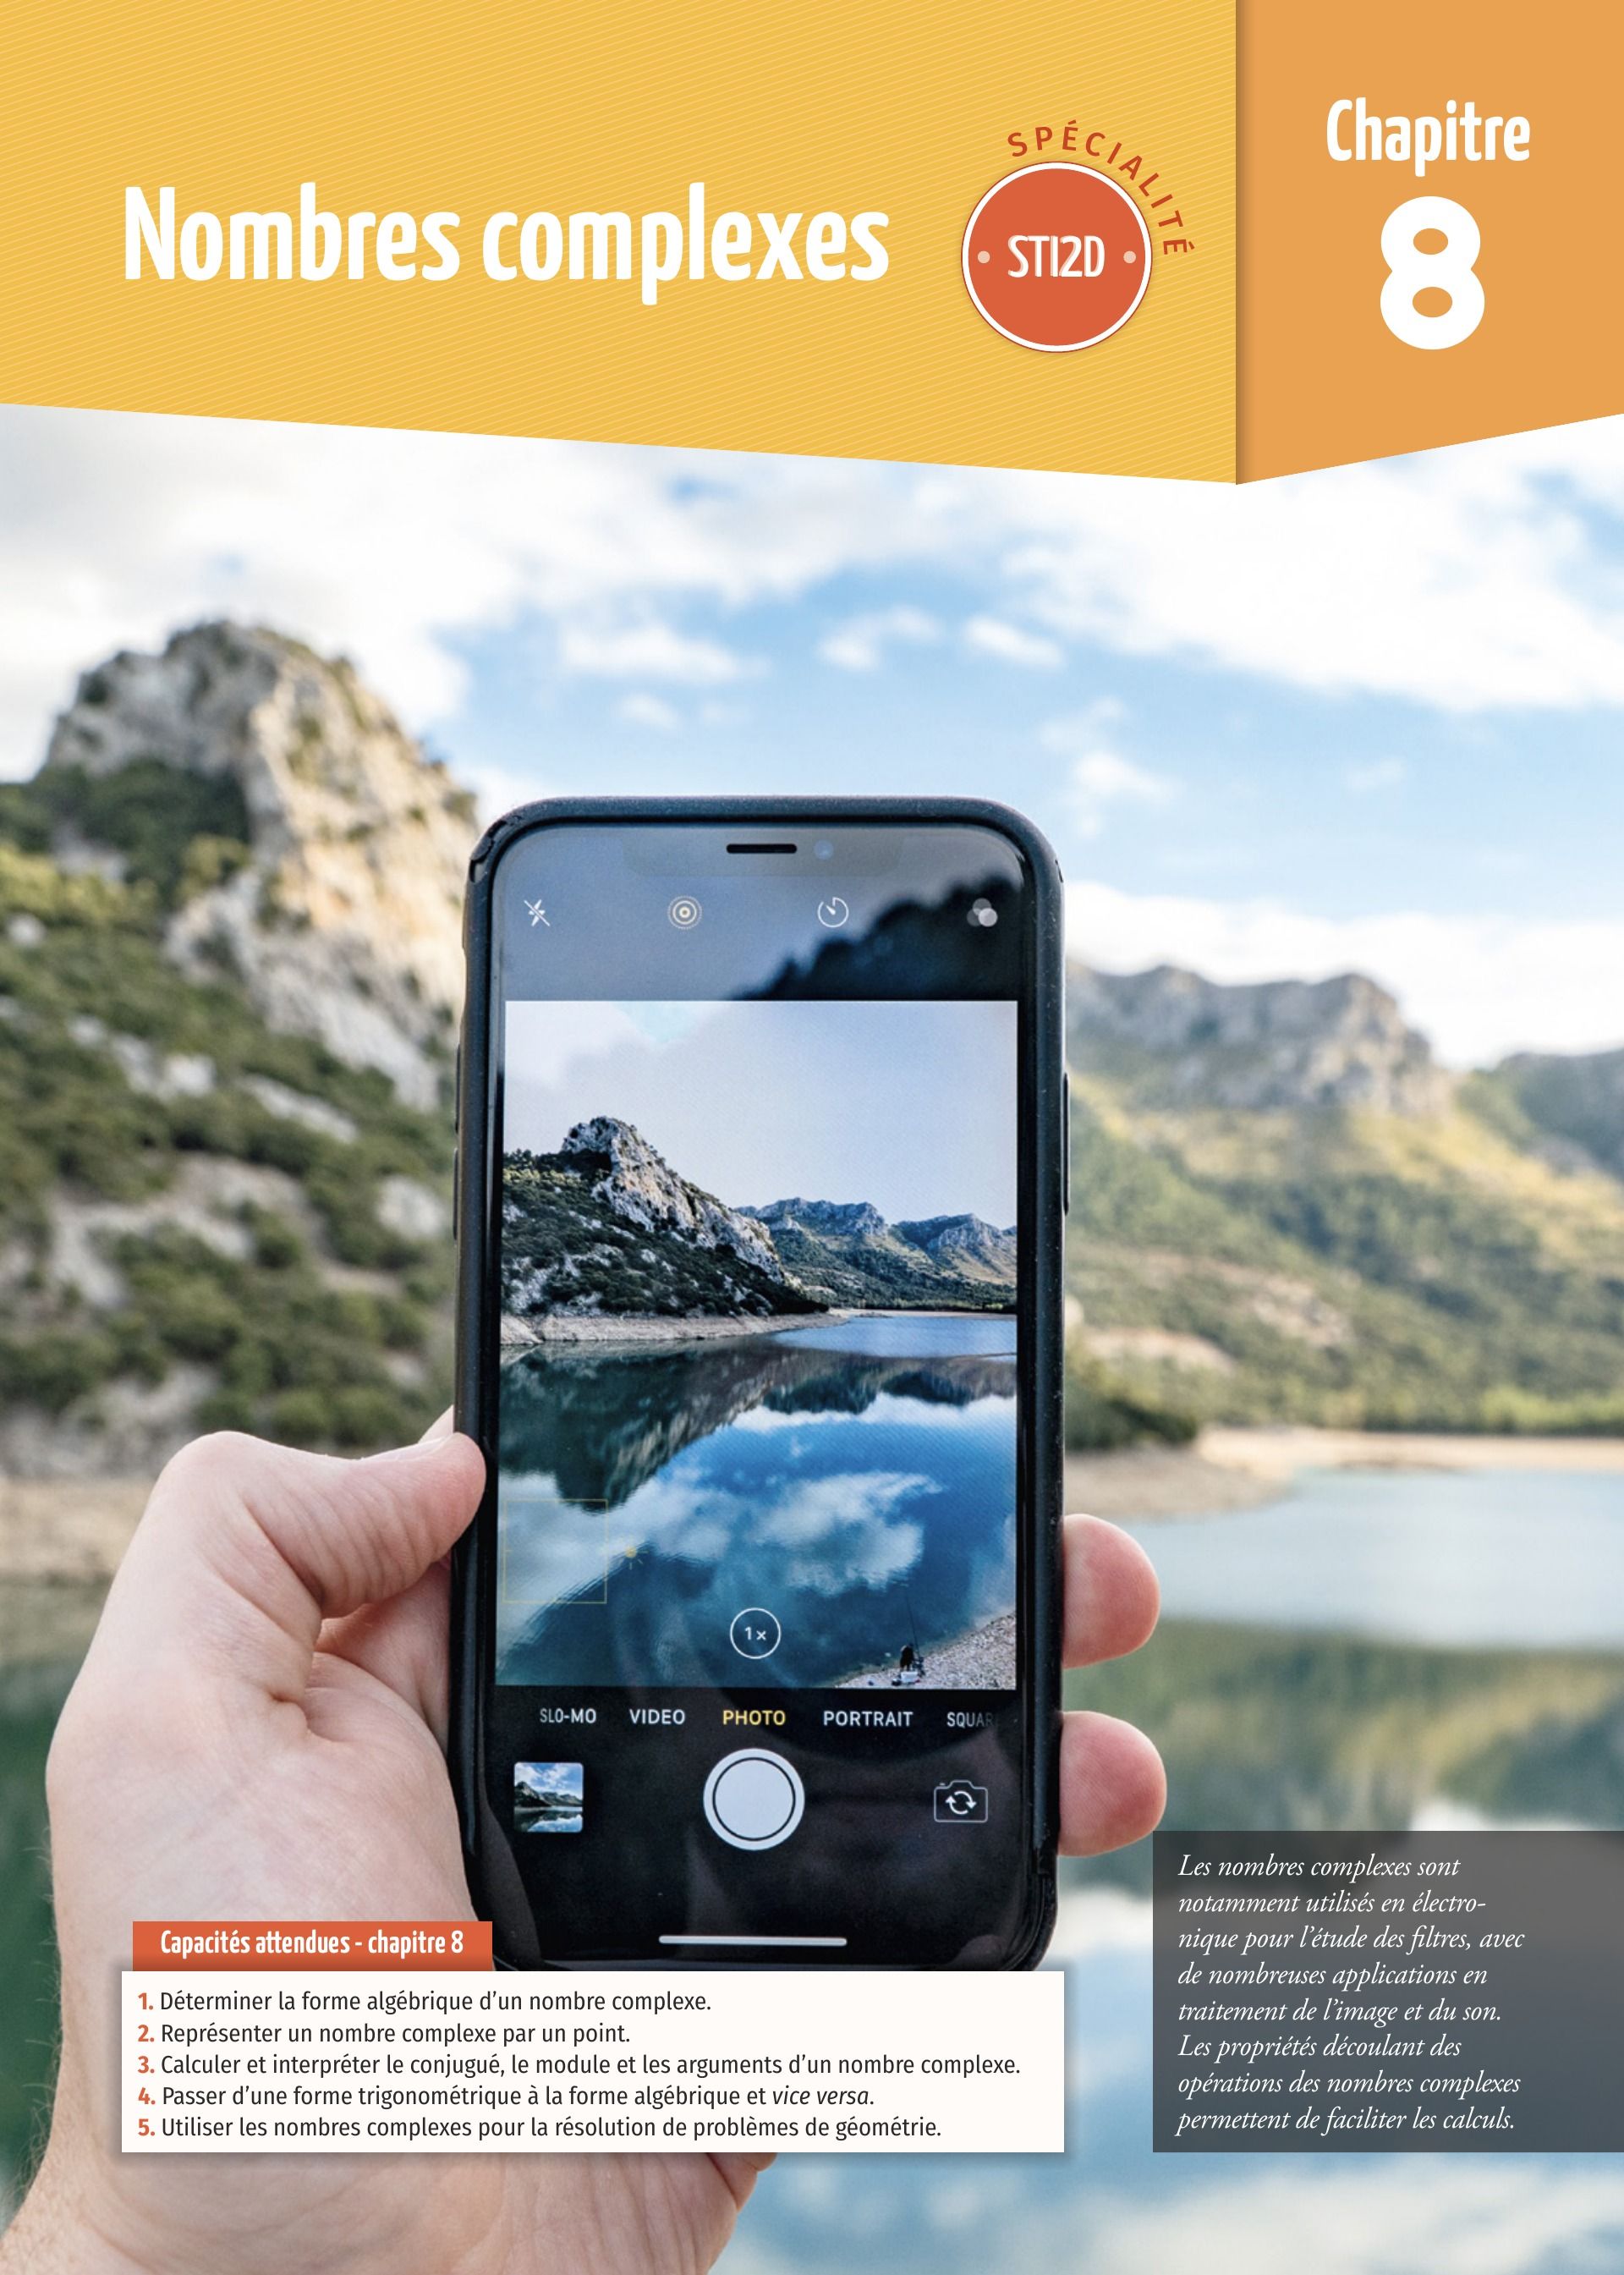 Nombres complexes
SPÉCIALITÉ
STI2D
Chapitre
8
1×
SLO-MO VIDEO PHOTO PORTRAIT
Capacités attendues - chapitre 8
1. Déterminer la forme algébrique d’un nombre complexe.
2. Représenter un nombre complexe par un point.
3. Calculer et interpréter le conjugué, le module et les arguments d’un nombre complexe.
4. Passer d’une forme trigonométrique à la forme algébrique et vice versa.
5. Utiliser les nombres complexes pour la résolution de problèmes de géométrie.
Les nombres complexes sont
notamment utilisés en électro-
nique pour l’étude des filtres, avec
de nombreuses applications en
traitement de l’image et du son.
Les propriétés découlant des
opérations des nombres complexes
permettent de faciliter les calculs.